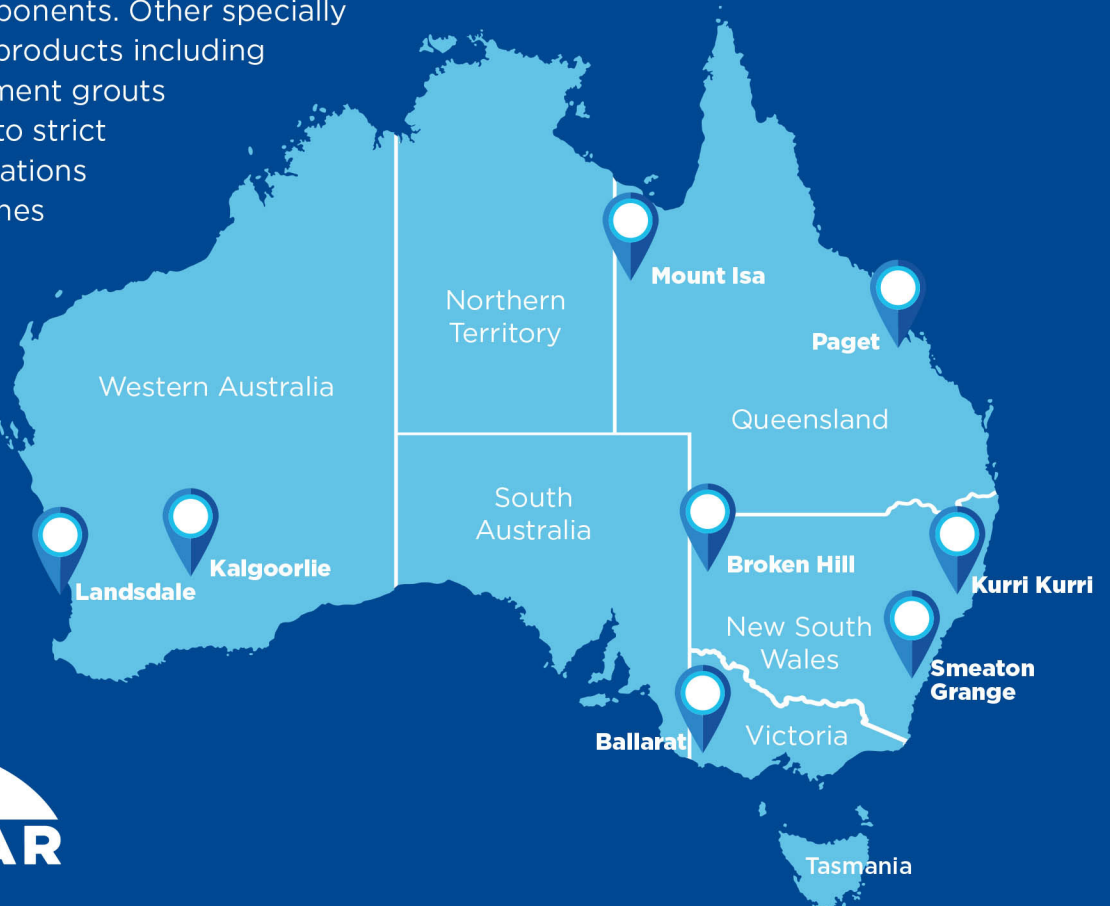 ponents. Other specially
products including
ment grouts
to strict
ations
nes
Mount Isa
Northern
Territory
Paget
Western Australia
Queensland
South
Australia
Broken Hill
Kalgoorlie
Landsdale
Kurri Kurri
New South
Wales
Smeaton
Grange
Ballarat
Victoria
AR
Tasmania